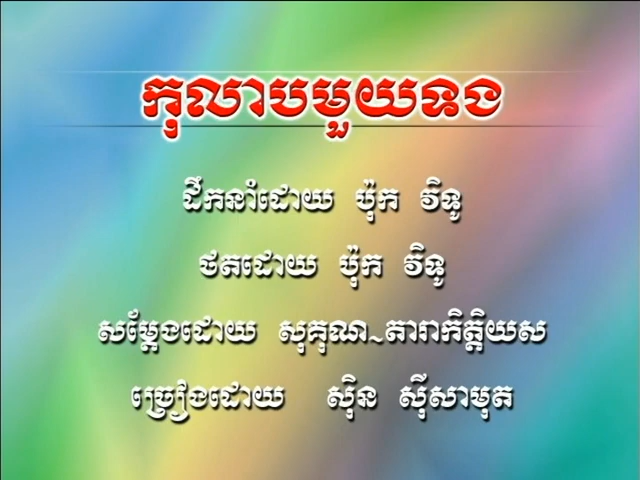 កុលាបមួយទង
ដឹកនាំដោយ ប៉ុក វិទូ
ថតដោយ ប៉ុក វិទូ
សម្ដែងដោយ សុគុណ~តារាកិត្តិយស
ច្រៀងដោយ ស៊ិន ស៊ីសាមុត